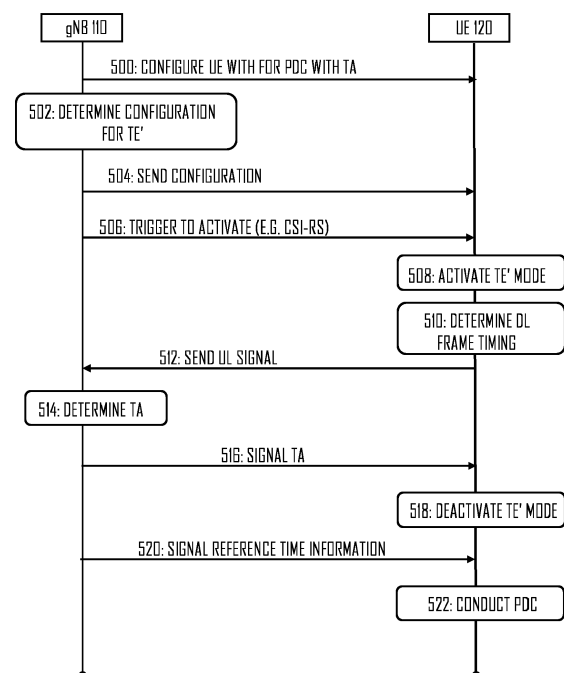 gNB 110
UE 120
500: CONFIGURE UE WITH FOR PDC WITH TA
502: DETERMINE CONFIGURATION
FOR TE'
504: SEND CONFIGURATION
506: TRIGGER TO ACTIVATE (E.G. CSI-RS)
508: ACTIVATE TE' MODE
510: DETERMINE DL
FRAME TIMING
512: SEND UL SIGNAL
514: DETERMINE TA
516: SIGNAL TA
518: DEACTIVATE TE' MODE
520: SIGNAL REFERENCE TIME INFORMATION
522: CONDUCT PDC